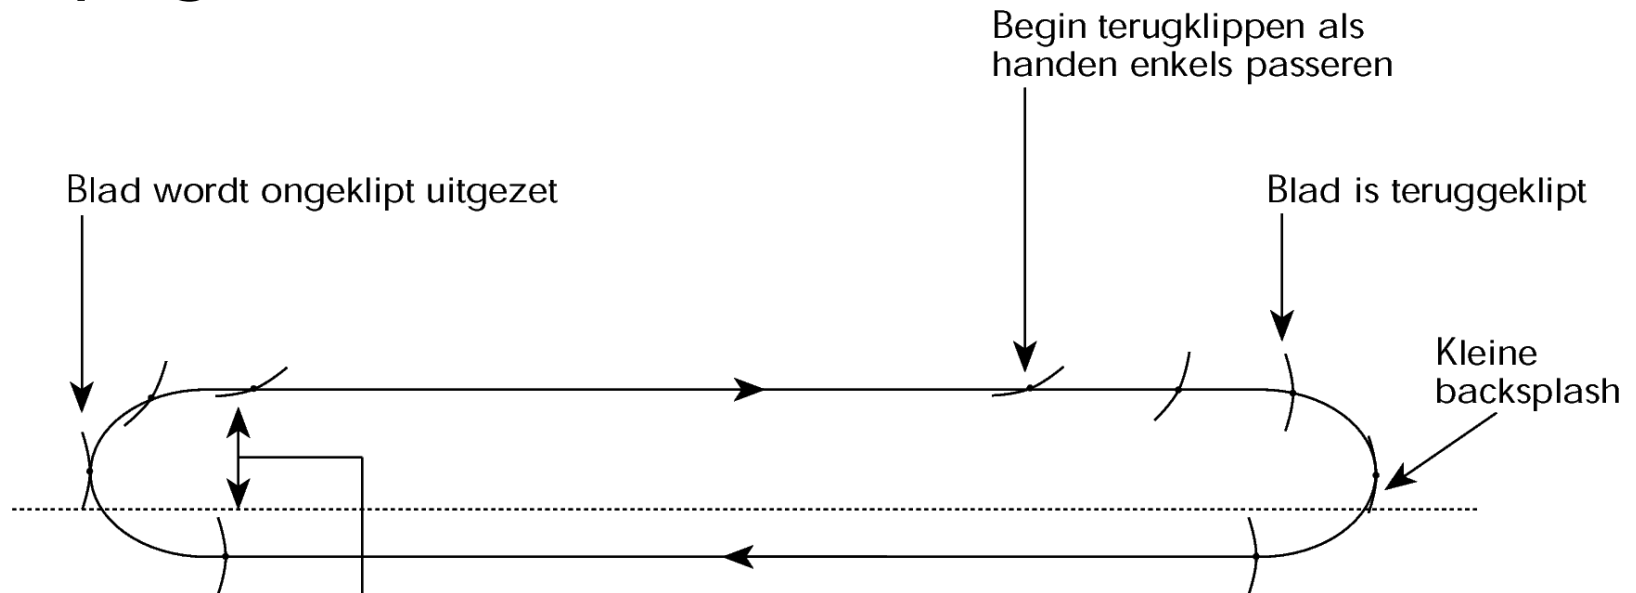 Begin terugklippen als
handen enkels passeren
Blad wordt ongeklipt uitgezet
Blad is teruggeklipt
Kleine
backsplash